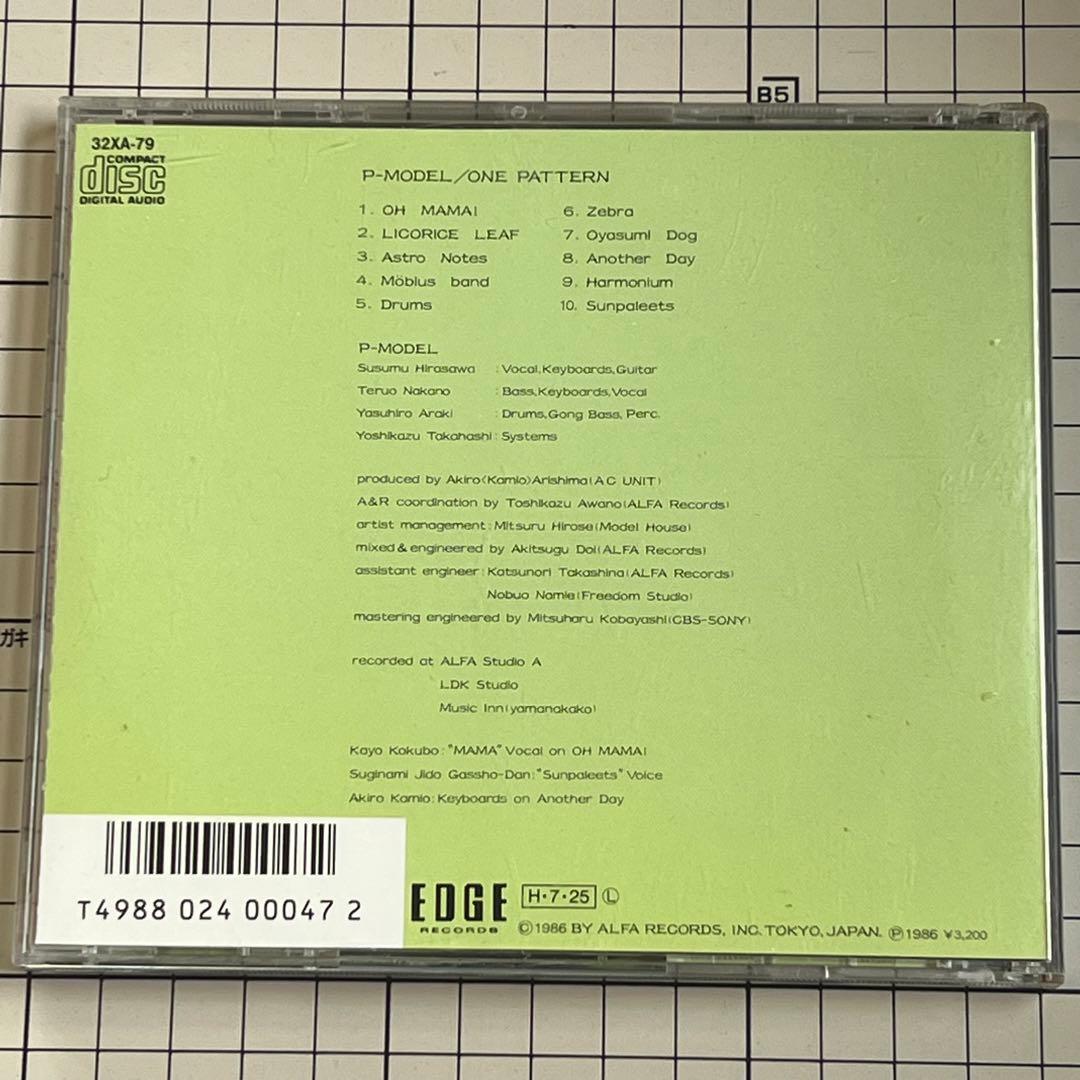 B5
32XA-79
COMPACT
disc
DIGITAL AUDIO
P-MODEL/ONE PATTERN
1. OH MAMA!
2. LICORICE LEAF
3. Astro Notes
4. Möbius band
5. Drums
6. Zebra
7. Oyasumi Dog
8. Another Day
9. Harmonium
10. Sunpaleets
P-MODEL
Susumu Hirasawa : Vocal, Keyboards, Guitar
Teruo Nakano : Bass, Keyboards, Vocal
Yasuhiro Araki : Drums, Gong Bass, Perc.
Yoshikazu Takahashi : Systems
produced by Akiro(Kamio)Arishima(AC UNIT)
A&R coordination by Toshikazu Awano(ALFA Records)
artist management : Mitsuru Hirose(Model House)
mixed & engineered by Akitsugu Doi(ALFA Records)
assistant engineer : Katsunori Takashina(ALFA Records)
Nobuo Namie(Freedom Studio)
mastering engineered by Mitsuharu Kobayashi(CBS-SONY)
recorded at ALFA Studio A
LDK Studio
Music Inn(yamanakako)
Kayo Kokubo : "MAMA" Vocal on OH MAMA!
Suginami Jido Gassho-Dan : "Sunpaleets" Voice
Akiro Kamio : Keyboards on Another Day
ガキ
T4988 024 00047 2
EDGE
RECORDS
H・7・25 Ⓛ
©1986 BY ALFA RECORDS, INC. TOKYO, JAPAN. ℗1986 ¥3,200